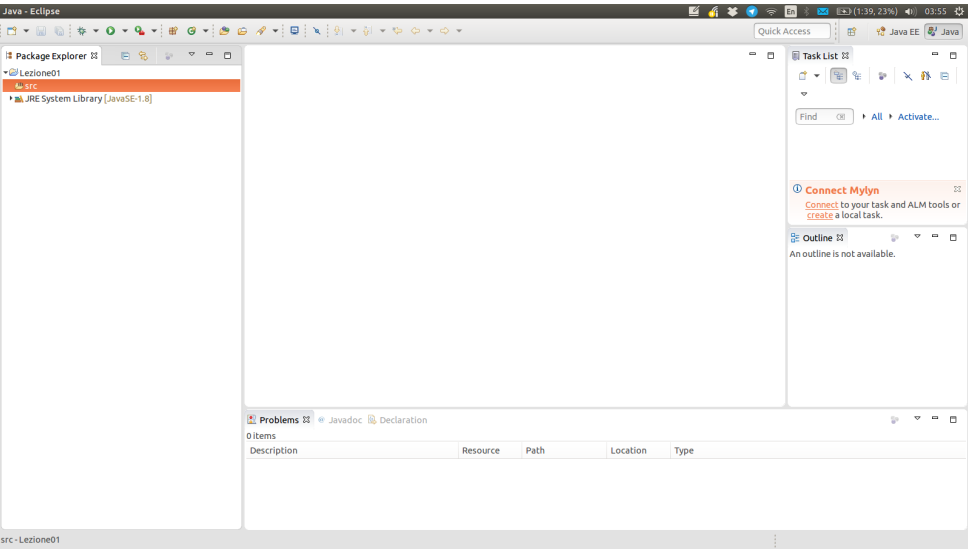 Java - Eclipse
En
(1:39, 23%)
03:55
Quick Access
Java EE
Java
Package Explorer
Lezione01
src
JRE System Library [JavaSE-1.8]
Task List
Find
All
Activate...
Connect Mylyn
Connect to your task and ALM tools or
create a local task.
Outline
An outline is not available.
Problems
Javadoc
Declaration
0 items
Description
Resource
Path
Location
Type
src - Lezione01